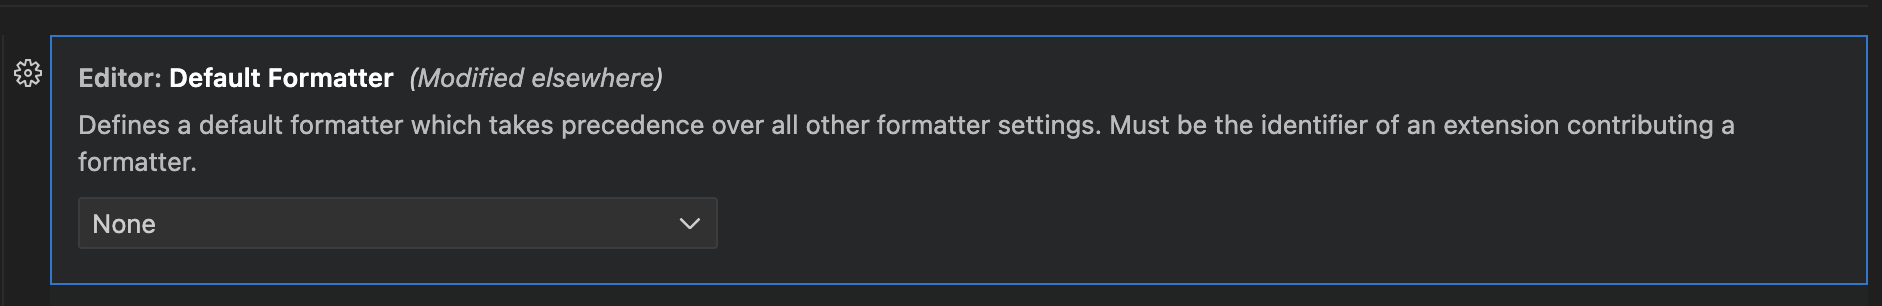 Editor: Default Formatter (Modified elsewhere)
Defines a default formatter which takes precedence over all other formatter settings. Must be the identifier of an extension contributing a
formatter.
None